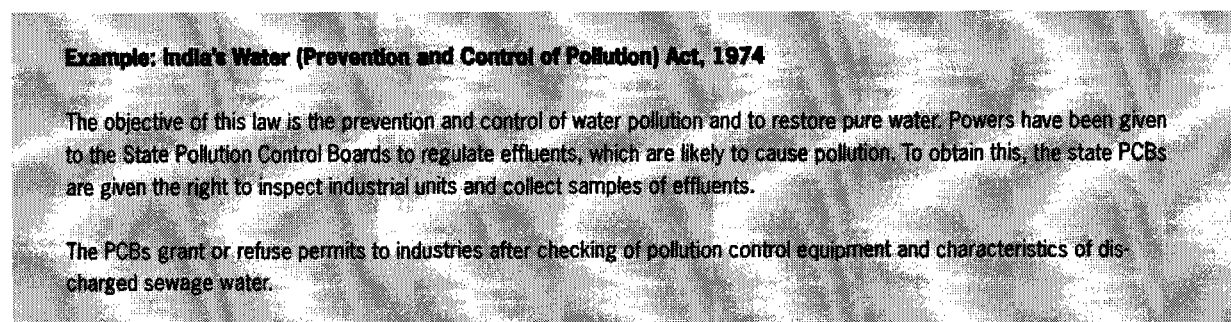 Example: India's Water (Prevention and Control of Pollution) Act, 1974
The objective of this law is the prevention and control of water pollution and to restore pure water. Powers have been given
to the State Pollution Control Boards to regulate effluents, which are likely to cause pollution. To obtain this, the state PCBs
are given the right to inspect industrial units and collect samples of effluents.
The PCBs grant or refuse permits to industries after checking of pollution control equipment and characteristics of dis-
charged sewage water.